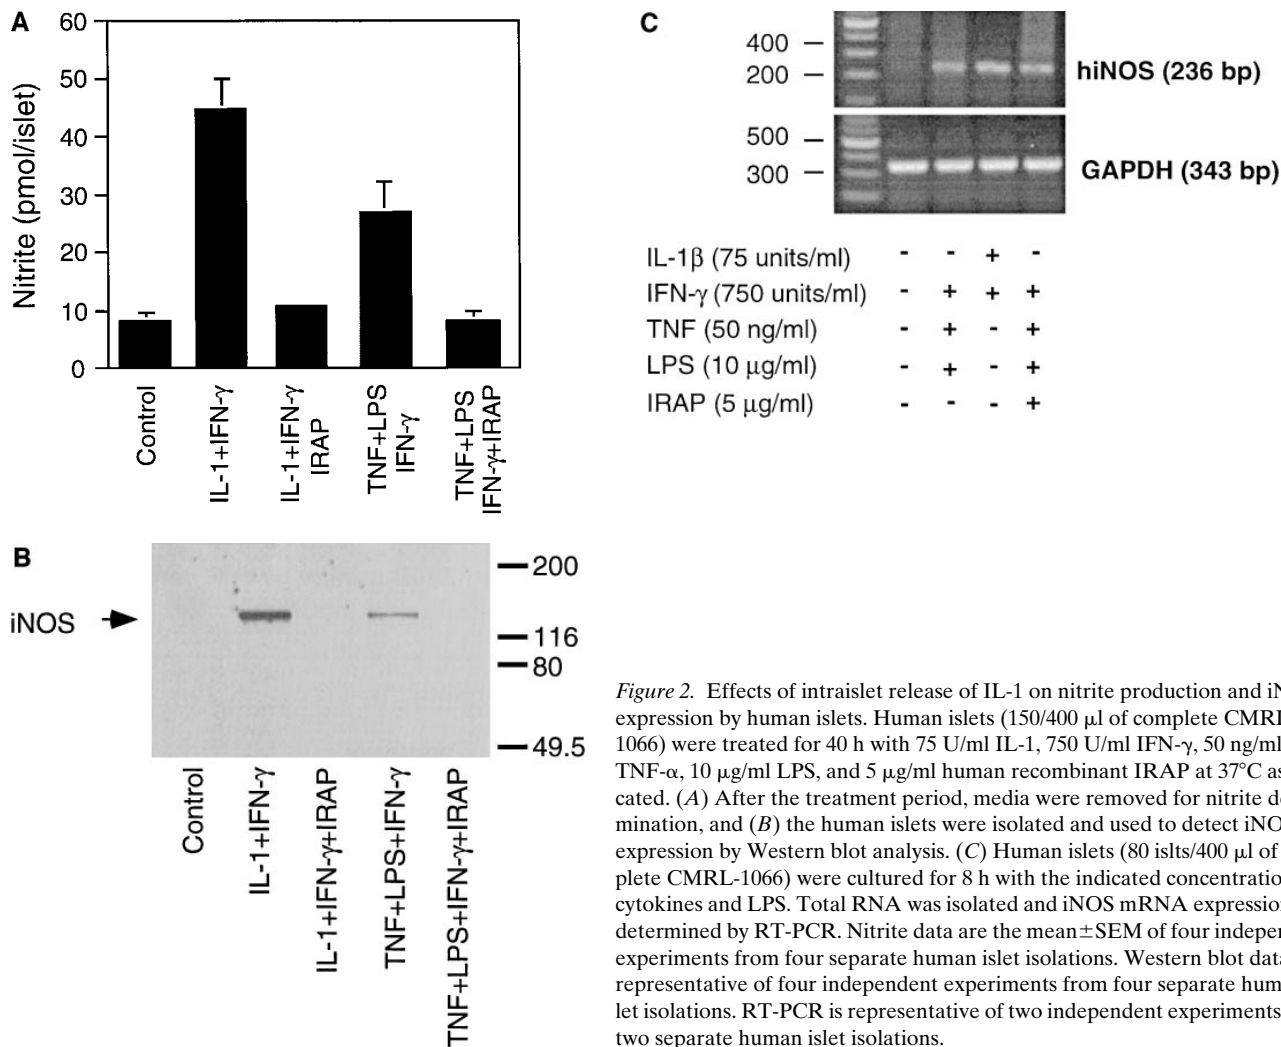 A
60
50
40
30
20
10
0
Nitrite (pmol/islet)
Control
IL-1+IFN-γ
IL-1+IFN-γ
IRAP
TNF+LPS
IFN-γ
TNF+LPS
IFN-γ+IRAP
B
iNOS
200
116
80
49.5
Control
IL-1+IFN-γ
IL-1+IFN-γ+IRAP
TNF+LPS+IFN-γ
TNF+LPS+IFN-γ+IRAP
C
400
200
hiNOS (236 bp)
500
300
GAPDH (343 bp)
IL-1β (75 units/ml) - - + -
IFN-γ (750 units/ml) - + + +
TNF (50 ng/ml) - + - +
LPS (10 μg/ml) - + - +
IRAP (5 μg/ml) - - - +
Figure 2. Effects of intraislet release of IL-1 on nitrite production and iN
expression by human islets. Human islets (150/400 μl of complete CMRL
1066) were treated for 40 h with 75 U/ml IL-1, 750 U/ml IFN-γ, 50 ng/ml
TNF-α, 10 μg/ml LPS, and 5 μg/ml human recombinant IRAP at 37°C as
cated. (A) After the treatment period, media were removed for nitrite de
mination, and (B) the human islets were isolated and used to detect iNO
expression by Western blot analysis. (C) Human islets (80 islts/400 μl of
plete CMRL-1066) were cultured for 8 h with the indicated concentration
cytokines and LPS. Total RNA was isolated and iNOS mRNA expression
determined by RT-PCR. Nitrite data are the mean±SEM of four indepen
experiments from four separate human islet isolations. Western blot data
representative of four independent experiments from four separate hum
let isolations. RT-PCR is representative of two independent experiments
two separate human islet isolations.